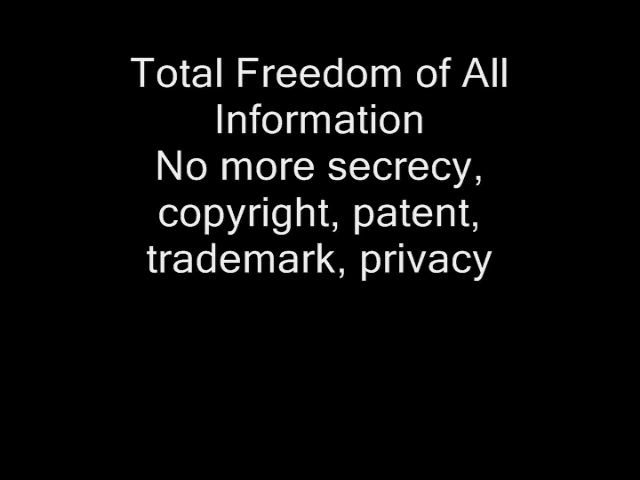 Total Freedom of All
Information
No more secrecy,
copyright, patent,
trademark, privacy